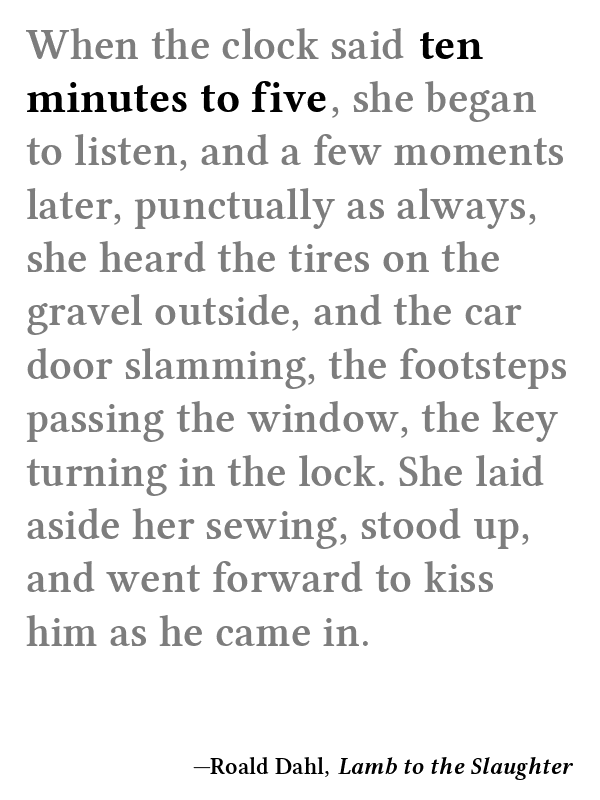 When the clock said ten
minutes to five, she began
to listen, and a few moments
later, punctually as always,
she heard the tires on the
gravel outside, and the car
door slamming, the footsteps
passing the window, the key
turning in the lock. She laid
aside her sewing, stood up,
and went forward to kiss
him as he came in.
—Roald Dahl, Lamb to the Slaughter